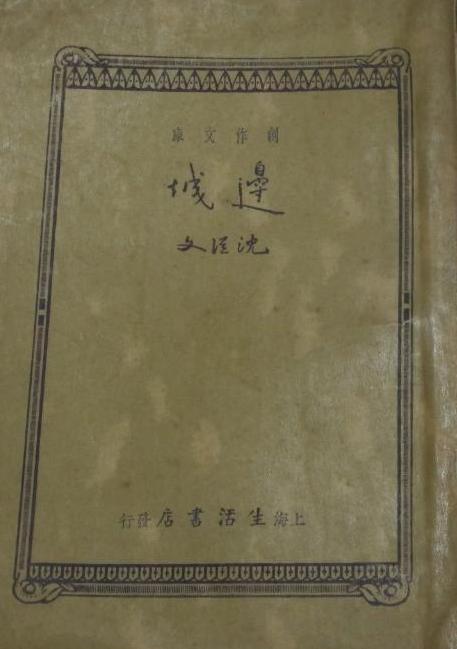 創作文庫
邊城
沈從文
上海生活書店發行